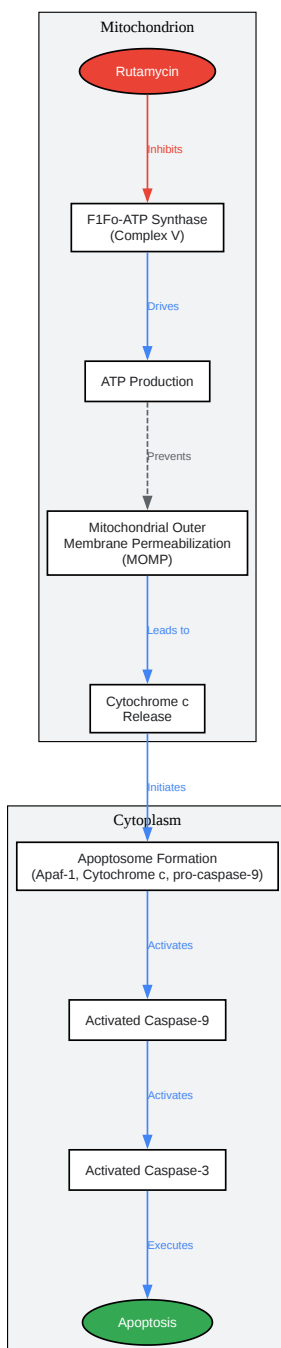 Mitochondrion
Rutamycin
Inhibits
F1Fo-ATP Synthase
(Complex V)
Drives
ATP Production
Prevents
Mitochondrial Outer
Membrane Permeabilization
(MOMP)
Leads to
Cytochrome c
Release
Initiates
Cytoplasm
Apoptosome Formation
(Apaf-1, Cytochrome c, pro-caspase-9)
Activates
Activated Caspase-9
Activates
Activated Caspase-3
Executes
Apoptosis